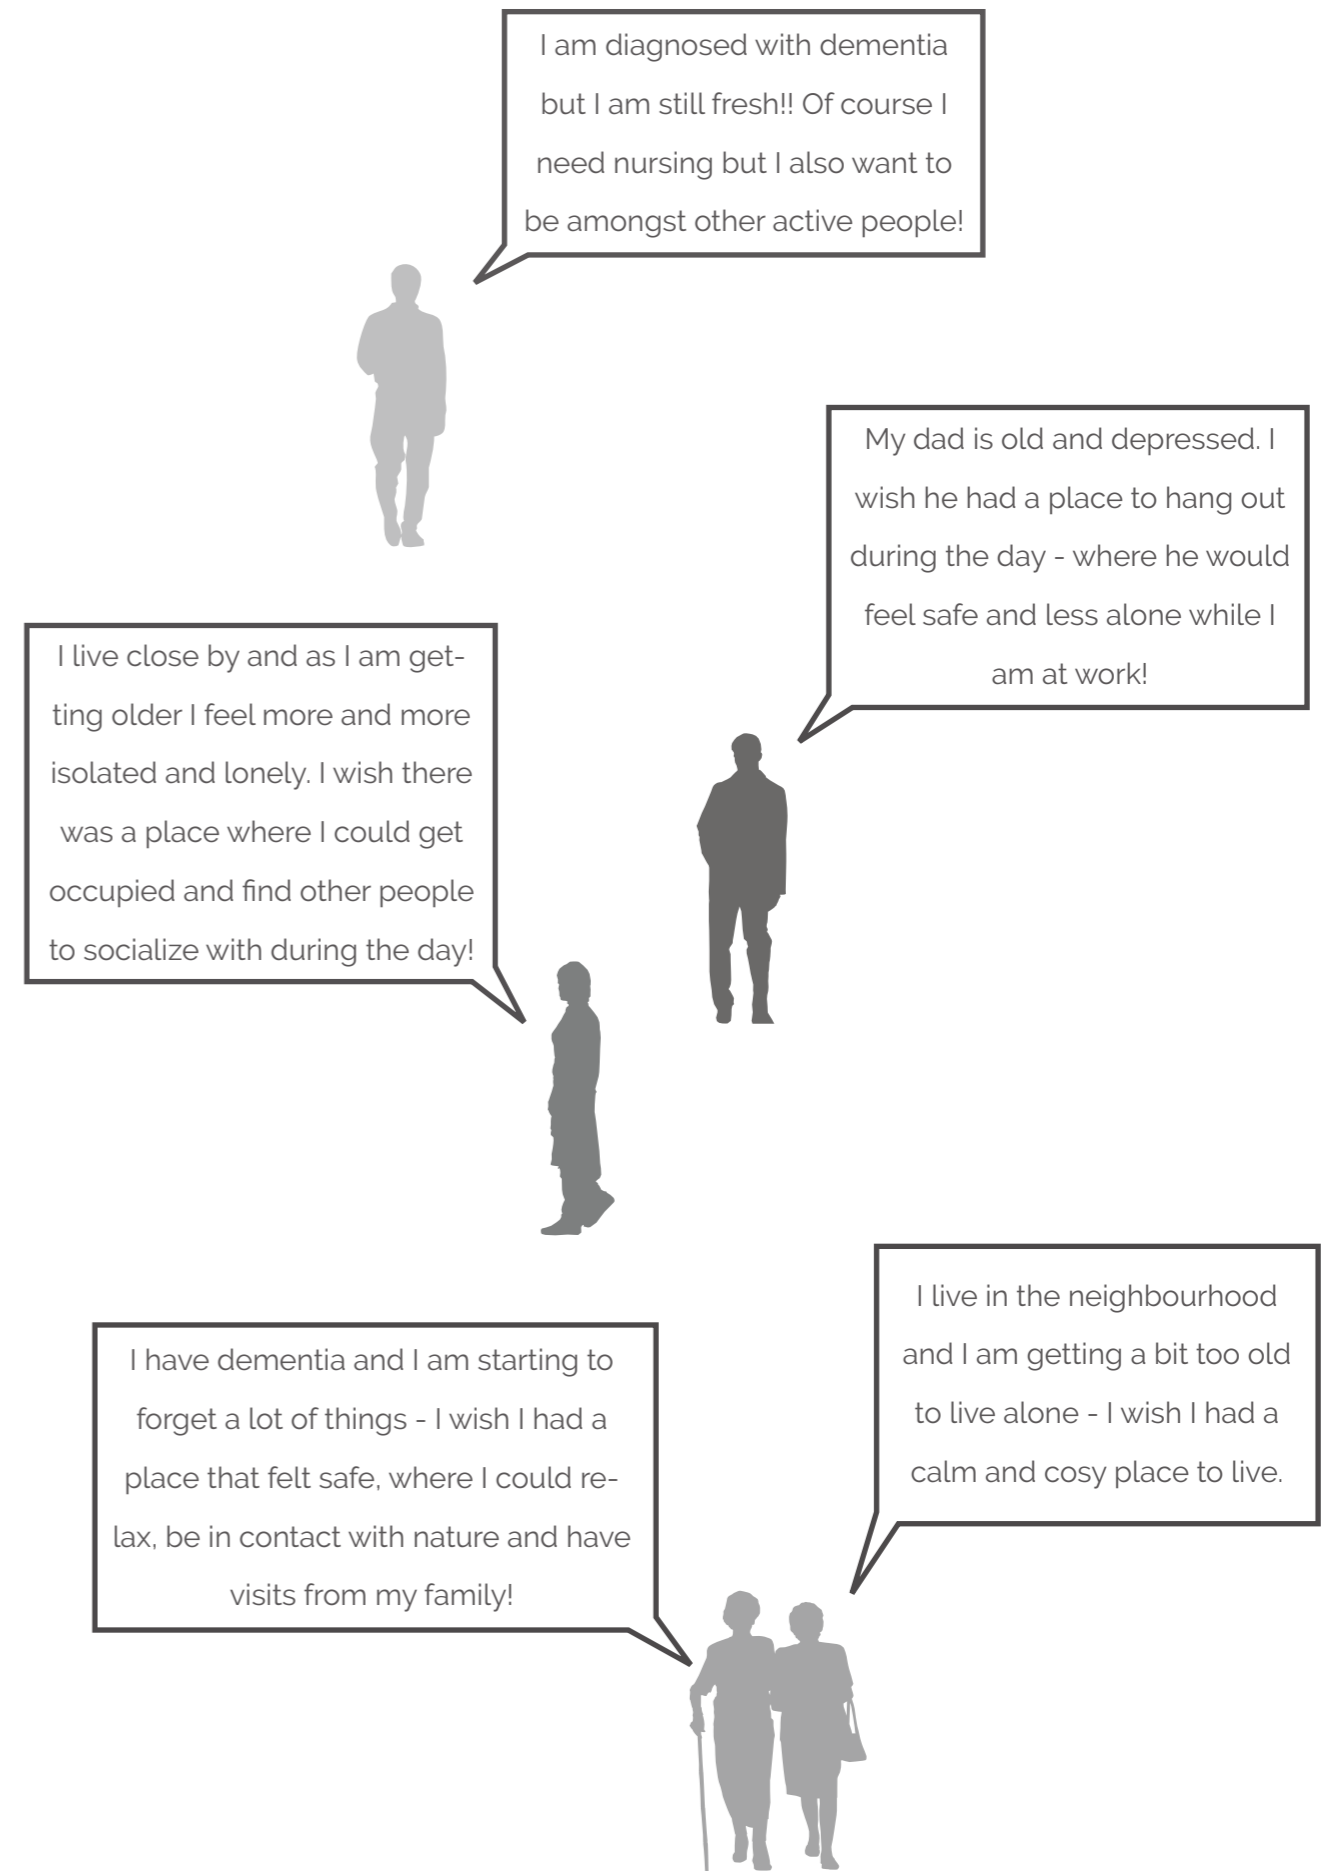 I am diagnosed with dementia
but I am still fresh!! Of course I
need nursing but I also want to
be amongst other active people!
My dad is old and depressed. I
wish he had a place to hang out
during the day - where he would
feel safe and less alone while I
am at work!
I live close by and as I am get-
ting older I feel more and more
isolated and lonely. I wish there
was a place where I could get
occupied and find other people
to socialize with during the day!
I live in the neighbourhood
and I am getting a bit too old
to live alone - I wish I had a
calm and cosy place to live.
I have dementia and I am starting to
forget a lot of things - I wish I had a
place that felt safe, where I could re-
lax, be in contact with nature and have
visits from my family!